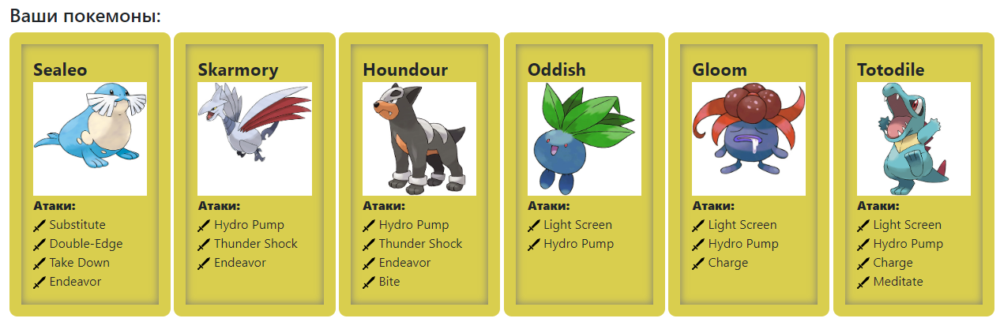 Ваши покемоны:
Sealeo
Атаки:
Substitute
Double-Edge
Take Down
Endeavor
Skarmory
Атаки:
Hydro Pump
Thunder Shock
Endeavor
Houndour
Атаки:
Hydro Pump
Thunder Shock
Endeavor
Bite
Oddish
Атаки:
Light Screen
Hydro Pump
Gloom
Атаки:
Light Screen
Hydro Pump
Charge
Totodile
Атаки:
Light Screen
Hydro Pump
Charge
Meditate